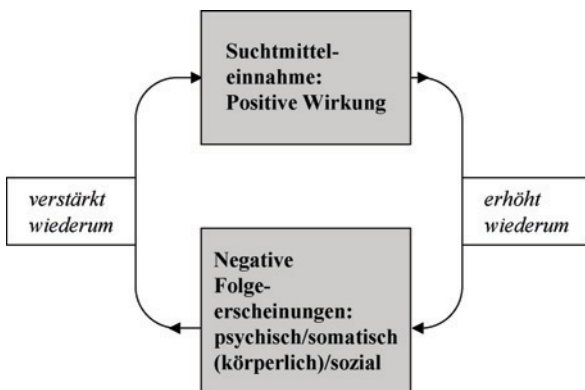 Suchtmittel-
einnahme:
Positive Wirkung
verstärkt
wiederum
erhöht
wiederum
Negative
Folge-
erscheinungen:
psychisch/somatisch
(körperlich)/sozial